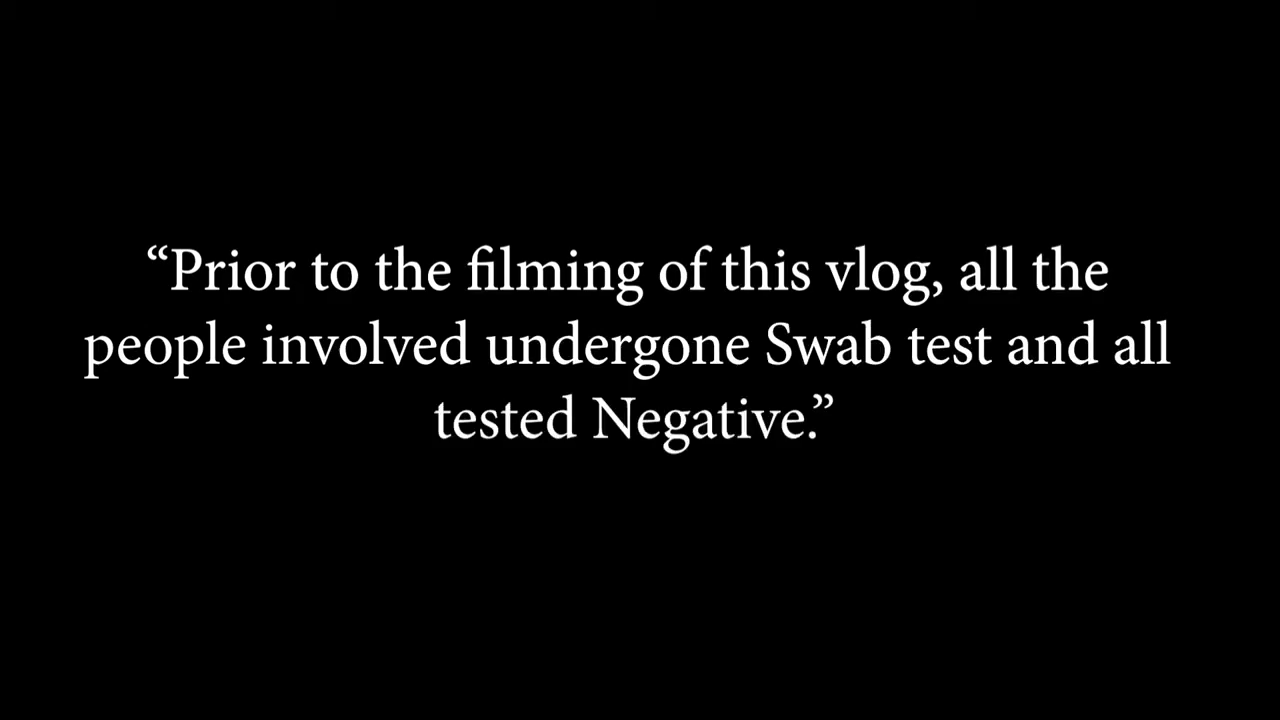 “Prior to the filming of this vlog, all the
people involved undergone Swab test and all
tested Negative.”